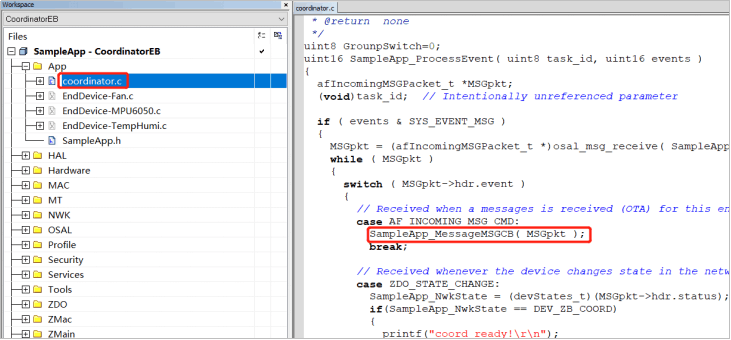 Workspace
CoordinatorEB
Files
SampleApp - CoordinatorEB
App
coordinator.c
EndDevice-Fan.c
EndDevice-MPU6050.c
EndDevice-TempHumi.c
SampleApp.h
HAL
Hardware
MAC
MT
NWK
OSAL
Profile
Security
Services
Tools
ZDO
ZMac
ZMain
coordinator.c
* @return  none
*/
uint8 GrounpSwitch=0;
uint16 SampleApp_ProcessEvent( uint8 task_id, uint16 events )
{
afIncomingMSGPacket_t *MSGpkt;
(void)task_id;  // Intentionally unreferenced parameter
if ( events & SYS_EVENT_MSG )
{
MSGpkt = (afIncomingMSGPacket_t *)osal_msg_receive( SampleApp
while ( MSGpkt )
{
switch ( MSGpkt->hdr.event )
{
// Received when a messages is received (OTA) for this en
case AF_INCOMING_MSG_CMD:
SampleApp_MessageMSGCB( MSGpkt );
break;
// Received whenever the device changes state in the netw
case ZDO_STATE_CHANGE:
SampleApp_NwkState = (devStates_t)(MSGpkt->hdr.status);
if(SampleApp_NwkState == DEV_ZB_COORD)
{
printf("coord ready!\r\n");